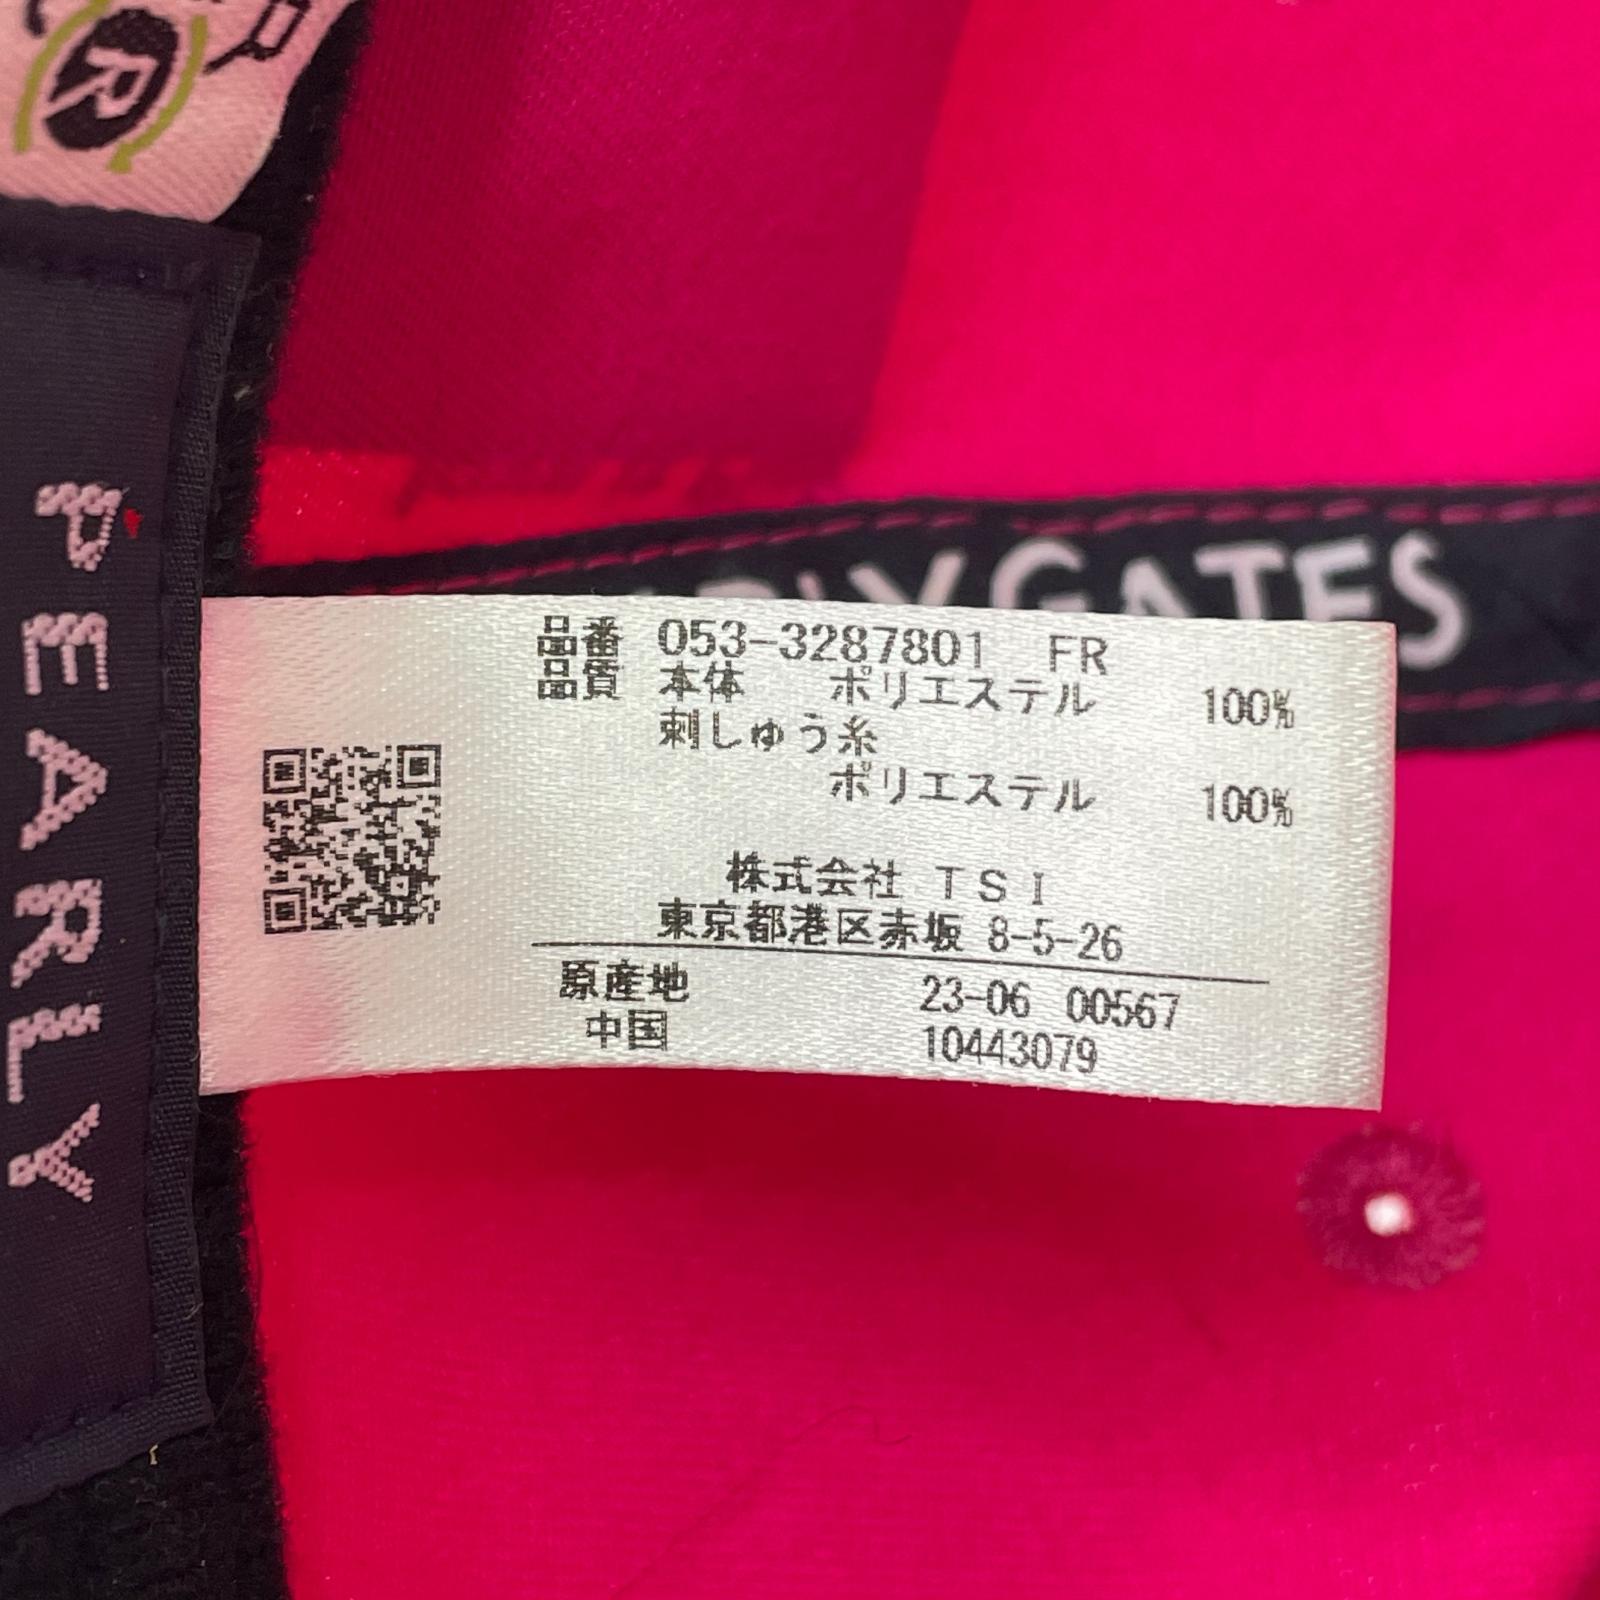 R
PEARLY
LYGATES
品番 053-3287801 FR
品質 本体 ポリエステル 100%
刺しゅう糸
ポリエステル 100%
株式会社 TSI
東京都港区赤坂 8-5-26
原産地 23-06 00567
中国 10443079